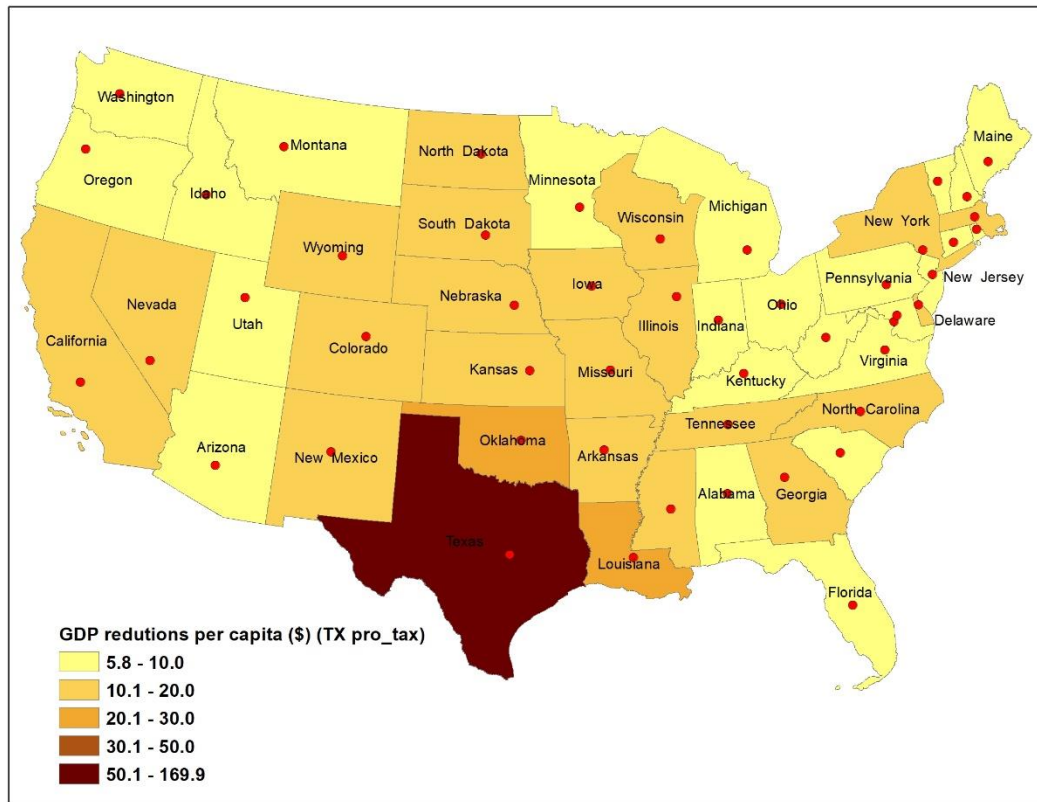 Washington
Montana
North Dakota
Maine
Oregon
Idaho
Minnesota
Michigan
South Dakota
Wisconsin
New York
Wyoming
Pennsylvania
New Jersey
Nebraska
Iowa
Nevada
Ohio
Utah
Illinois
Indiana
Delaware
California
Colorado
Virginia
Kansas
Missouri
Kentucky
North Carolina
Tennessee
Arizona
Oklahoma
Arkansas
New Mexico
Alabama
Georgia
Texas
Louisiana
Florida
GDP redutions per capita ($) (TX pro_tax)
5.8 - 10.0
10.1 - 20.0
20.1 - 30.0
30.1 - 50.0
50.1 - 169.9